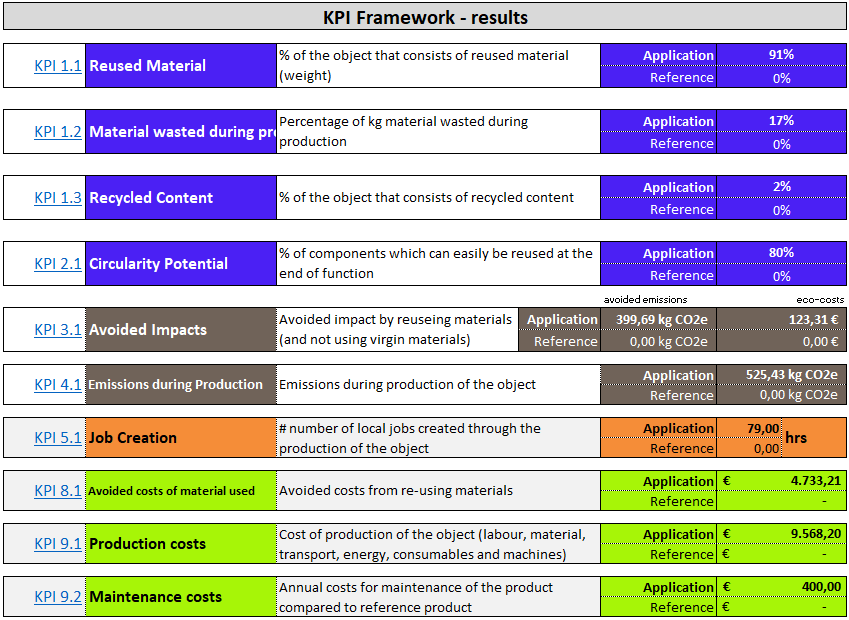 KPI Framework - results
KPI 1.1 Reused Material % of the object that consists of reused material (weight) Application 91%
Reference 0%
KPI 1.2 Material wasted during pr Percentage of kg material wasted during production Application 17%
Reference 0%
KPI 1.3 Recycled Content % of the object that consists of recycled content Application 2%
Reference 0%
KPI 2.1 Circularity Potential % of components which can easily be reused at the end of function Application 80%
Reference 0%
avoided emissions eco-costs
KPI 3.1 Avoided Impacts Avoided impact by reuseing materials (and not using virgin materials) Application 399,69 kg CO2e 123,31 €
Reference 0,00 kg CO2e 0,00 €
KPI 4.1 Emissions during Production Emissions during production of the object Application 525,43 kg CO2e
Reference 0,00 kg CO2e
KPI 5.1 Job Creation # number of local jobs created through the production of the object Application 79,00 hrs
Reference 0,00
KPI 8.1 Avoided costs of material used Avoided costs from re-using materials Application € 4.733,21
Reference -
KPI 9.1 Production costs Cost of production of the object (labour, material, transport, energy, consumables and machines) Application € 9.568,20
Reference € -
KPI 9.2 Maintenance costs Annual costs for maintenance of the product compared to reference product Application € 400,00
Reference € -